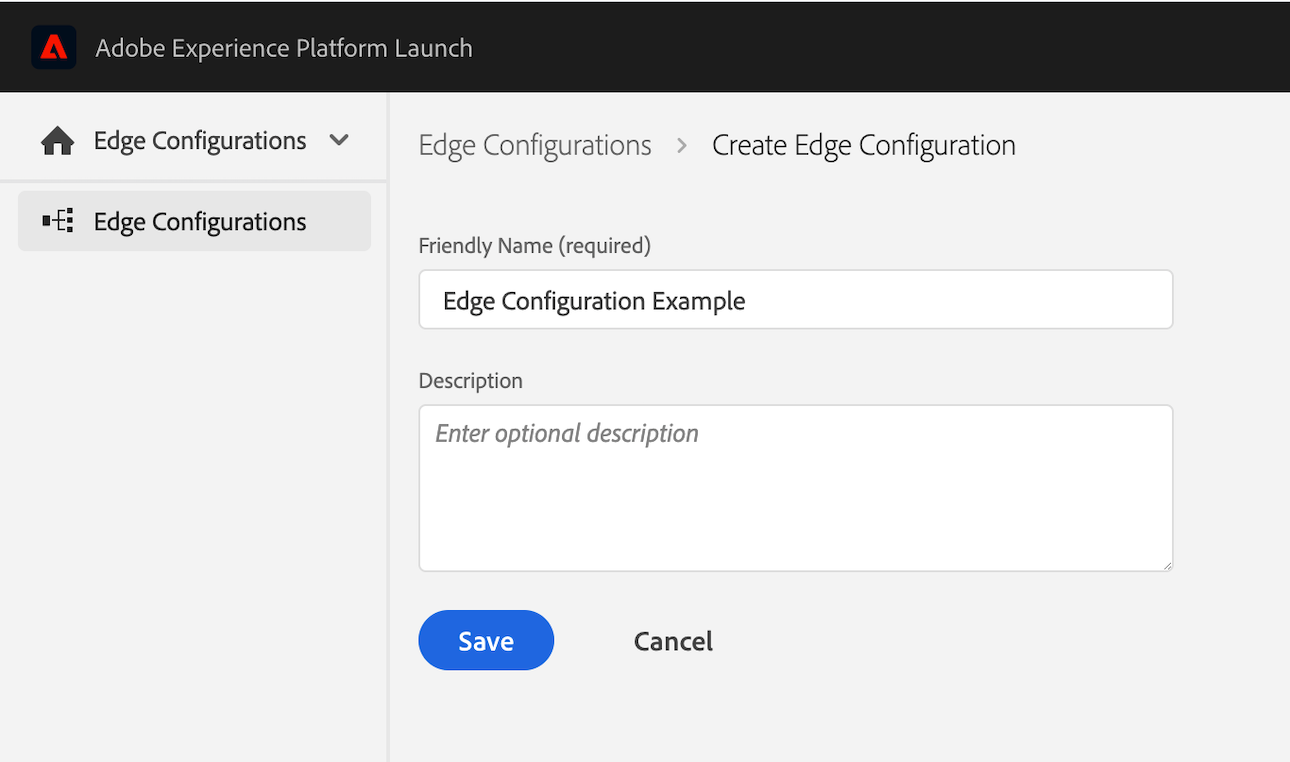 Adobe Experience Platform Launch
Edge Configurations
Edge Configurations
Edge Configurations > Create Edge Configuration
Friendly Name (required)
Edge Configuration Example
Description
Enter optional description
Save Cancel